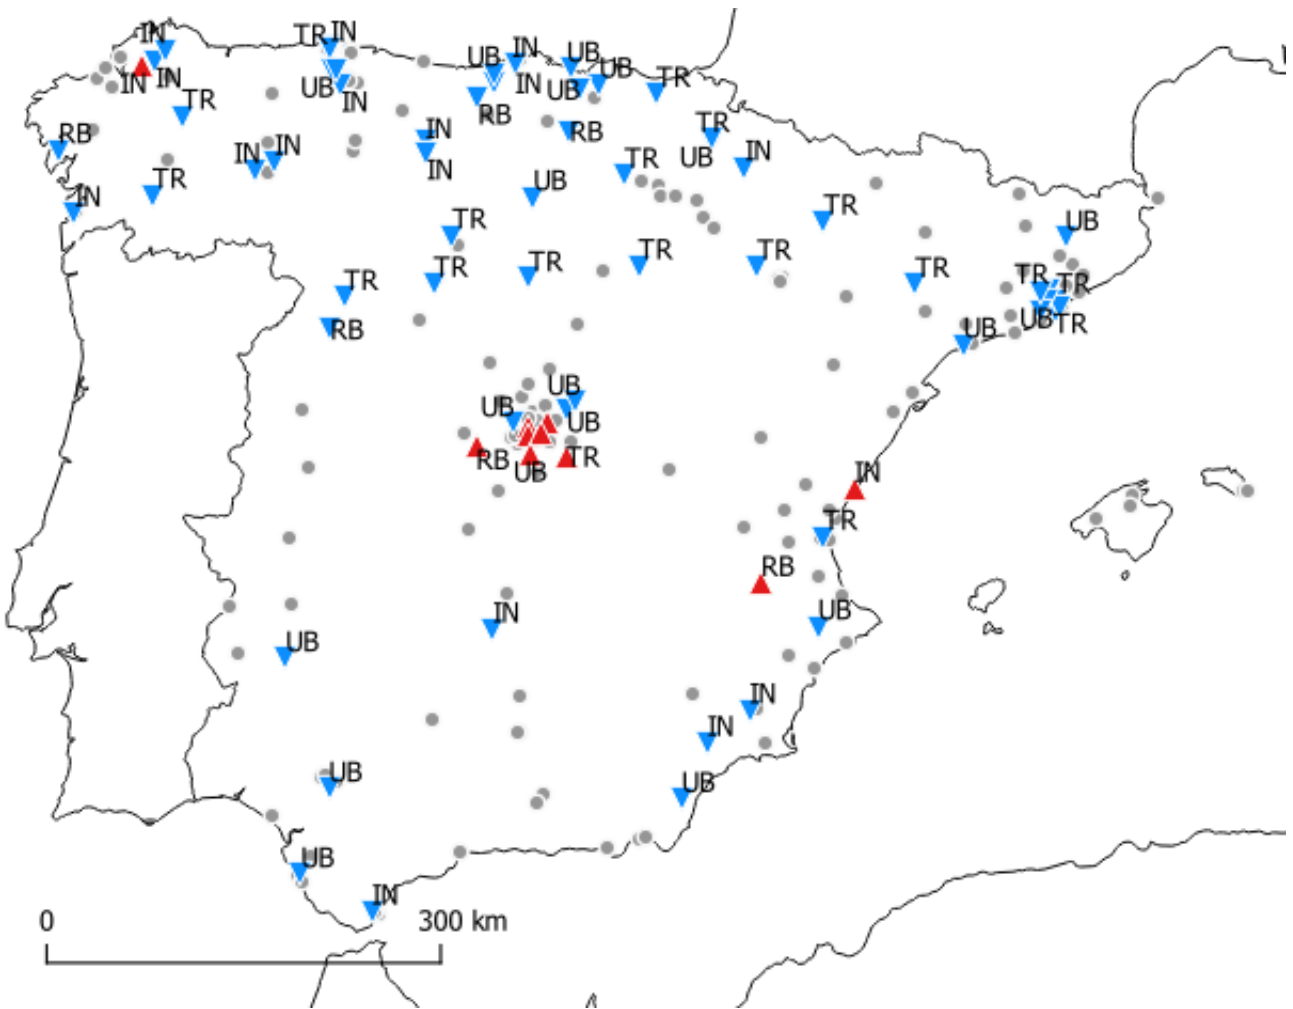 IN
TR IN
UB IN UB
IN IN UB IN UB UB TR
IN
TR RB
RB RB TR
IN IN IN UB IN
IN
TR TR UB
IN TR
TR UB
TR TR TR TR TR
TR TR
RB UB TR
UB
UB
UB UB
RB UB TR
IN
TR
RB
IN UB
UB
IN
IN
UB UB
UB
IN
0 300 km